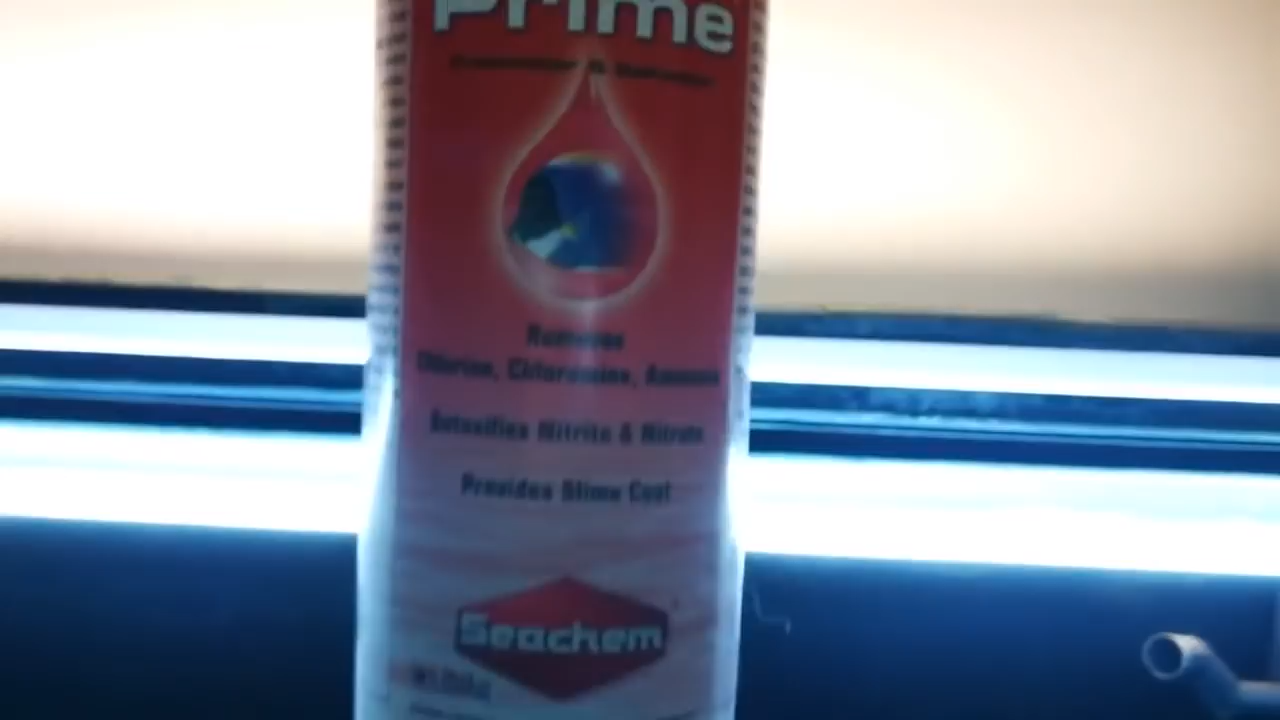 Prime
Removes
Chlorine, Chloramine, Ammonia
Detoxifies Nitrite & Nitrate
Provides Slime Coat
Seachem